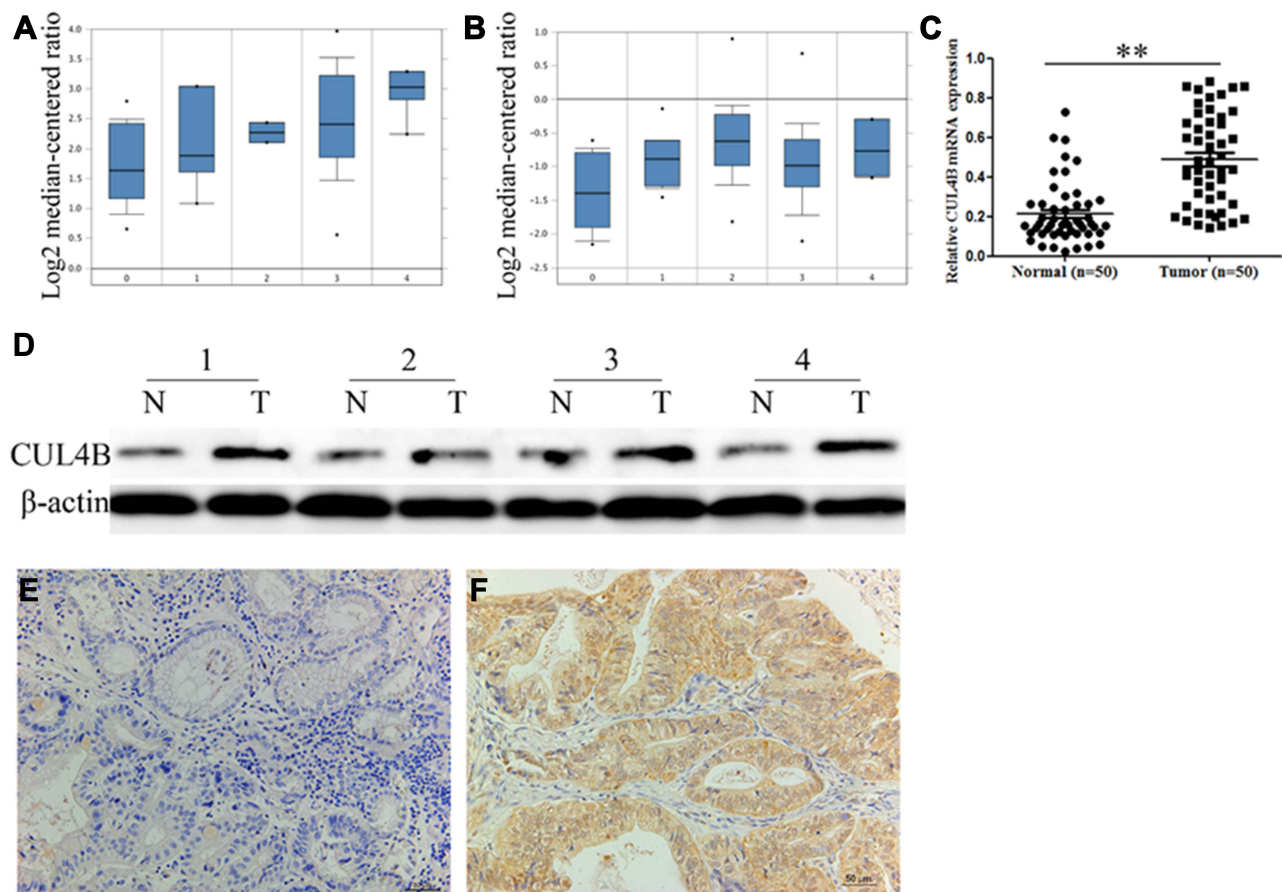 A
Log2 median-centered ratio
4.0
3.5
3.0
2.5
2.0
1.5
1.0
0.5
0.0
0 1 2 3 4
B
Log2 median-centered ratio
1.0
0.5
0.0
-0.5
-1.0
-1.5
-2.0
-2.5
0 1 2 3 4
C
Relative CUL4B mRNA expression
1.0
0.8
0.6
0.4
0.2
0.0
**
Normal (n=50) Tumor (n=50)
D
1 2 3 4
N T N T N T N T
CUL4B
β-actin
E
F
50 μm